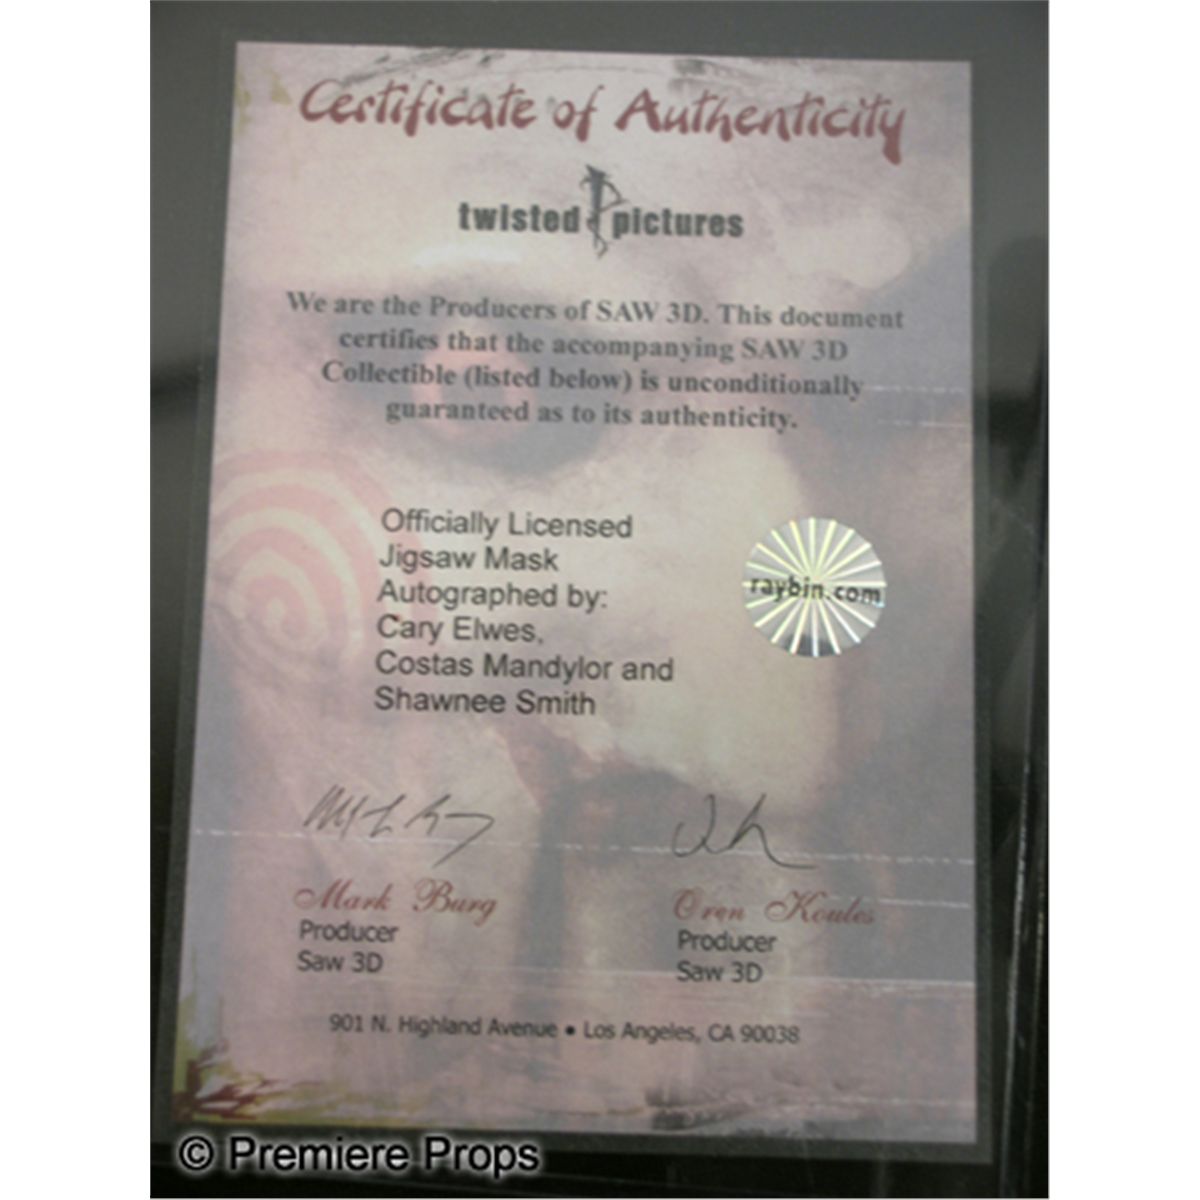 Certificate of Authenticity
twisted pictures
We are the Producers of SAW 3D. This document
certifies that the accompanying SAW 3D
Collectible (listed below) is unconditionally
guaranteed as to its authenticity.
Officially Licensed
Jigsaw Mask
Autographed by:
Cary Elwes,
Costas Mandylor and
Shawnee Smith
raybin.com
Mark Burg
Producer
Saw 3D
Oren Koules
Producer
Saw 3D
901 N. Highland Avenue • Los Angeles, CA 90038
© Premiere Props